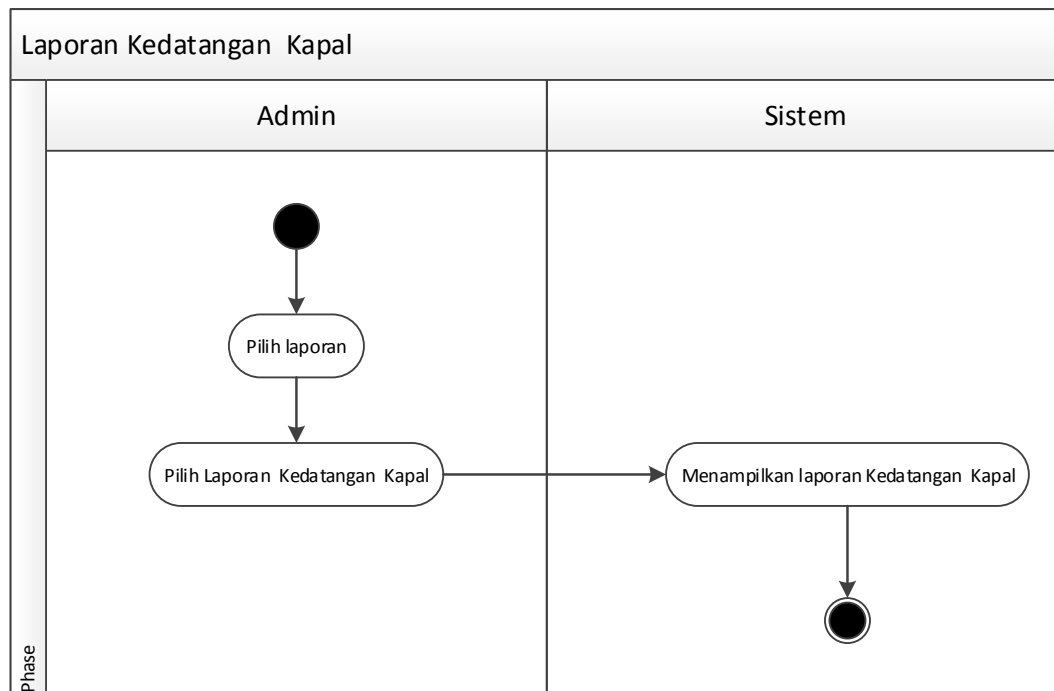 Laporan Kedatangan Kapal
Admin
Sistem
Pilih laporan
Pilih Laporan Kedatangan Kapal
Menampilkan laporan Kedatangan Kapal
Phase